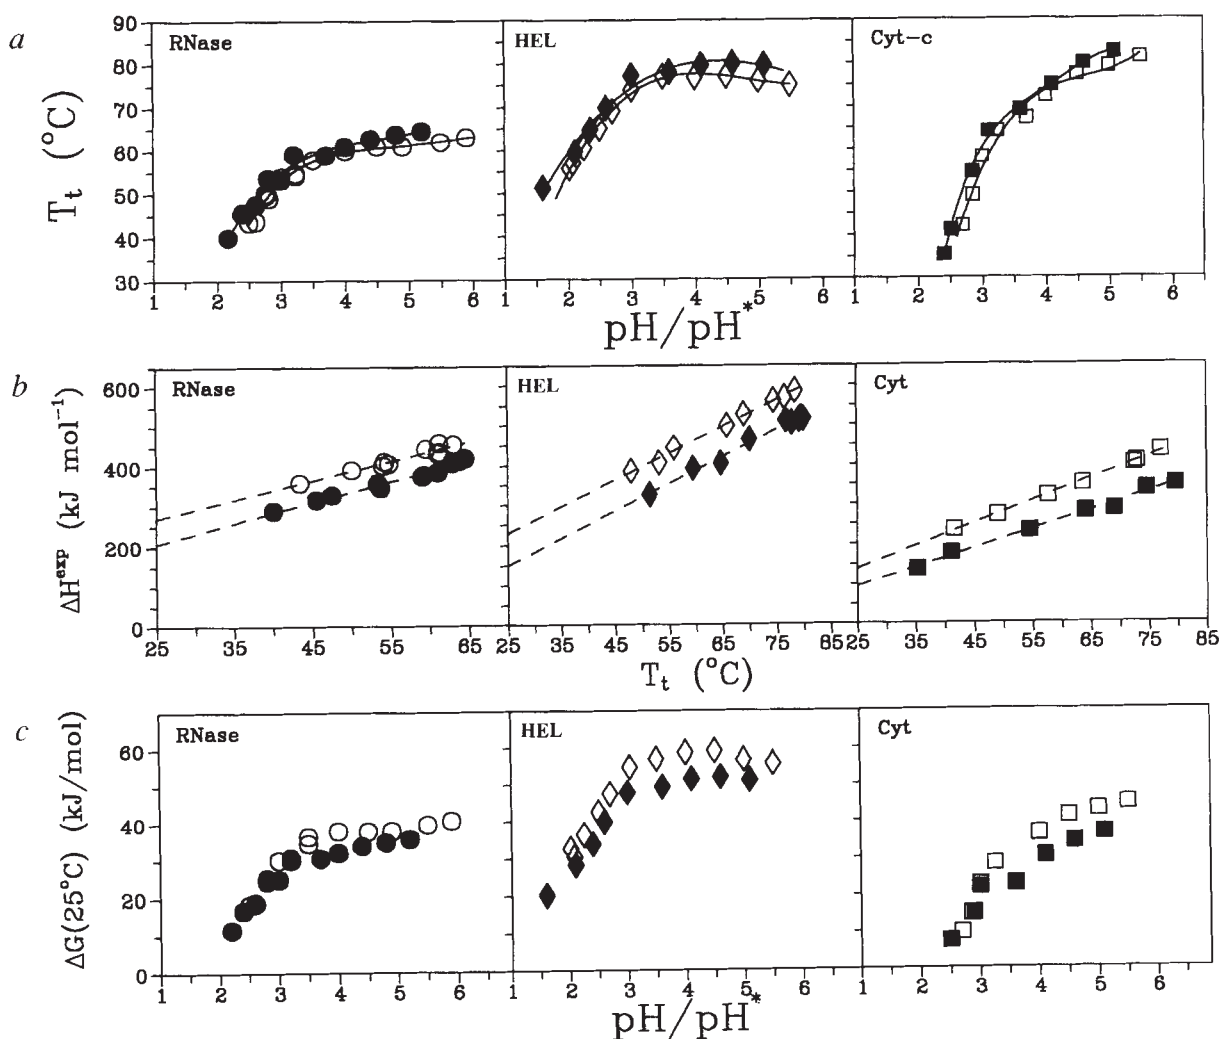 a
RNase
HEL
Cyt-c
90
80
70
60
50
40
30
T_t (°C)
1 2 3 4 5 6
1 2 3 4 5 6
1 2 3 4 5 6
pH/pH*
b
RNase
HEL
Cyt
600
400
200
0
ΔH^exp (kJ mol⁻¹)
25 35 45 55 65
25 35 45 55 65 75 85
25 35 45 55 65 75 85
T_t (°C)
c
RNase
HEL
Cyt
60
40
20
0
ΔG(25°C) (kJ/mol)
1 2 3 4 5 6
1 2 3 4 5 6
1 2 3 4 5 6
pH/pH*